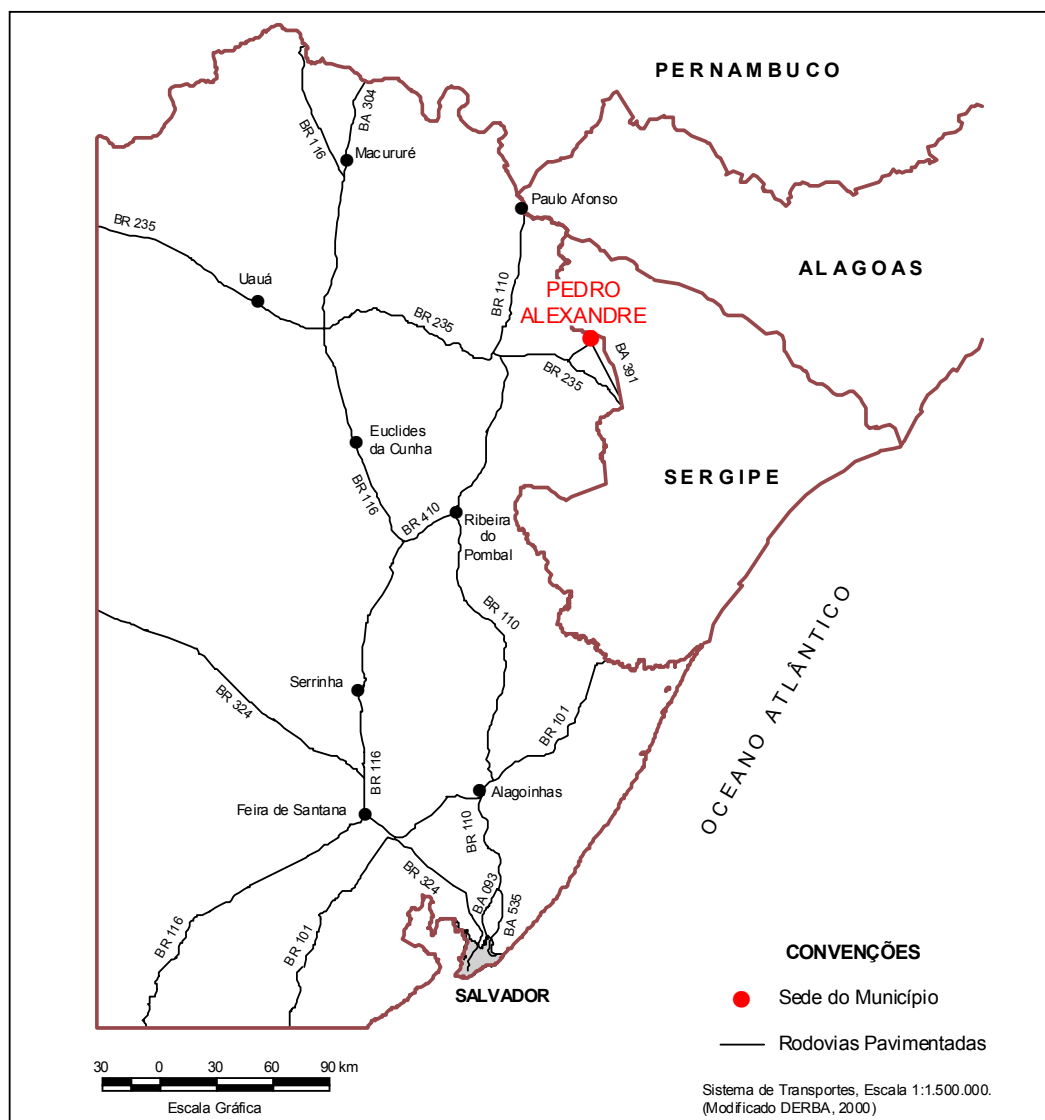 PERNAMBUCO
BA 304
BR 116
Macururé
Paulo Afonso
BR 235
ALAGOAS
Uauá
BR 110
PEDRO
ALEXANDRE
BR 235
BA 391
BR 235
Euclides
da Cunha
SERGIPE
BR 116
BR 410
Ribeira
do
Pombal
BR 110
OCEANO ATLÂNTICO
Serrinha
BR 324
BR 101
BR 116
Alagoinhas
Feira de Santana
BR 110
BR 324
BA 093
BA 535
BR 116
BR 101
SALVADOR
CONVENÇÕES
Sede do Município
Rodovias Pavimentadas
30 0 30 60 90 km
Escala Gráfica
Sistema de Transportes, Escala 1:1.500.000.
(Modificado DERBA, 2000)